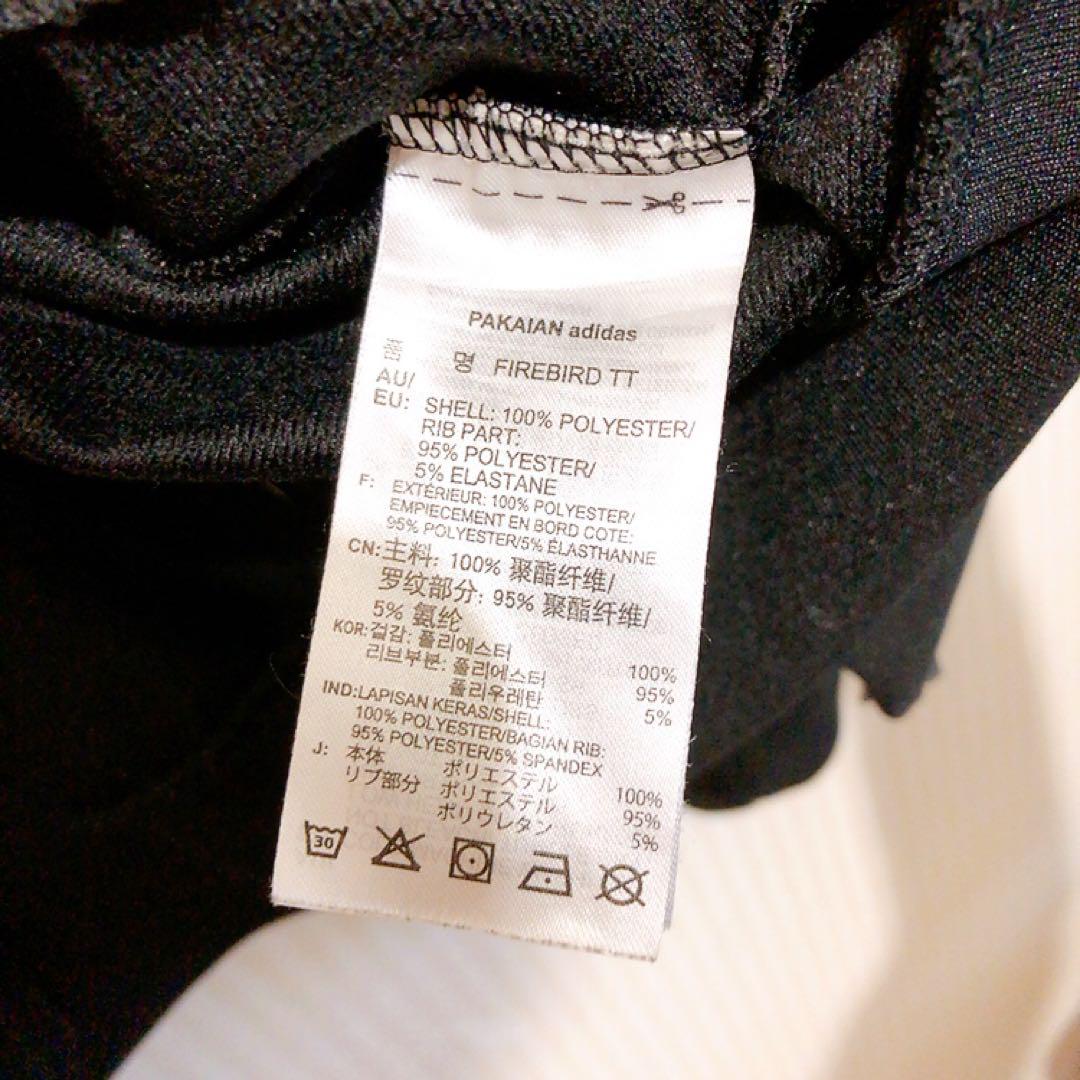 PAKAIAN adidas
품 명 FIREBIRD TT
AU/
EU: SHELL: 100% POLYESTER/
RIB PART:
95% POLYESTER/
5% ELASTANE
F: EXTÉRIEUR: 100% POLYESTER/
EMPIECEMENT EN BORD COTE:
95% POLYESTER/5% ÉLASTHANNE
CN: 主料: 100% 聚酯纤维/
罗纹部分: 95% 聚酯纤维/
5% 氨纶
KOR: 겉감: 폴리에스터 100%
리브부분: 폴리에스터 95%
폴리우레탄 5%
IND: LAPISAN KERAS/SHELL:
100% POLYESTER/BAGIAN RIB:
95% POLYESTER/5% SPANDEX
J: 本体 ポリエステル 100%
リブ部分 ポリエステル 95%
ポリウレタン 5%
30